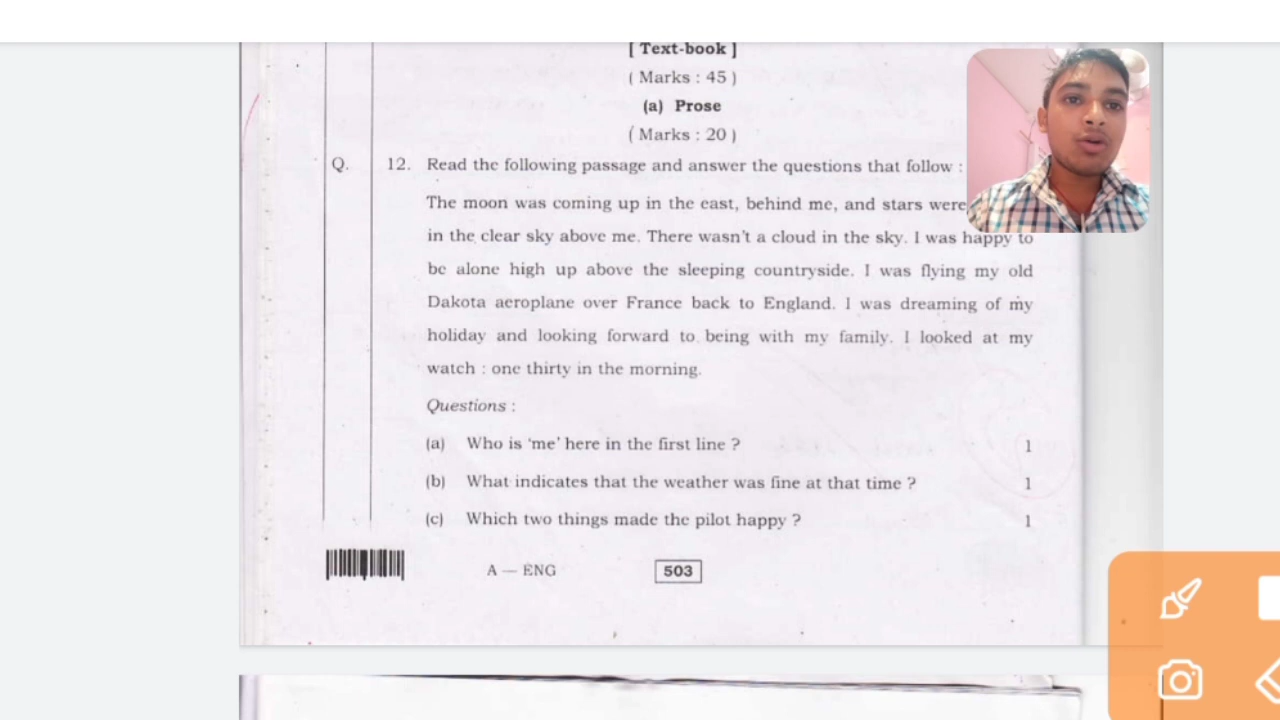 [ Text-book ]
( Marks : 45 )
(a) Prose
( Marks : 20 )
Q. 12. Read the following passage and answer the questions that follow :
The moon was coming up in the east, behind me, and stars were
in the clear sky above me. There wasn't a cloud in the sky. I was happy to
be alone high up above the sleeping countryside. I was flying my old
Dakota aeroplane over France back to England. I was dreaming of my
holiday and looking forward to being with my family. I looked at my
watch : one thirty in the morning.
Questions :
(a) Who is 'me' here in the first line ? 1
(b) What indicates that the weather was fine at that time ? 1
(c) Which two things made the pilot happy ? 1
A — ENG 503